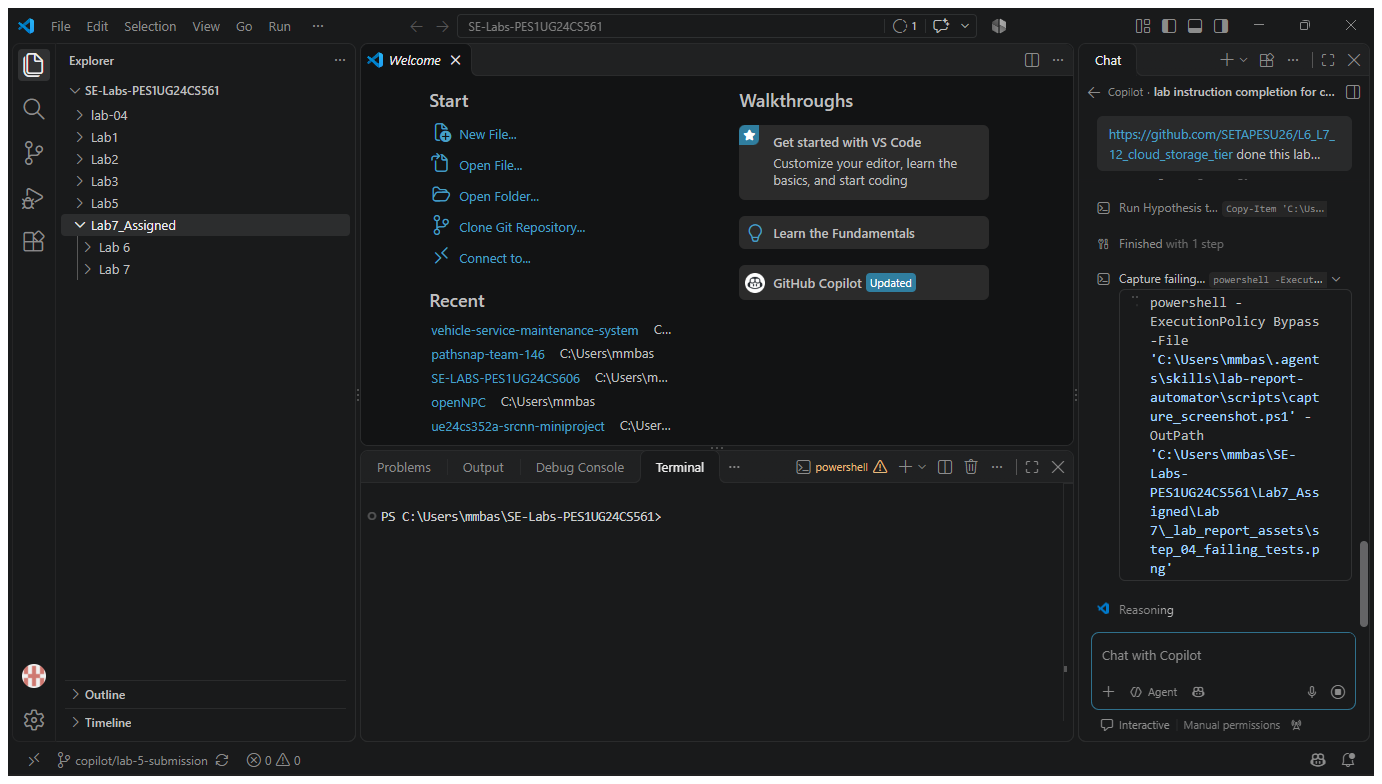 File Edit Selection View Go Run ···
SE-Labs-PES1UG24CS561
1
Explorer
SE-Labs-PES1UG24CS561
lab-04
Lab1
Lab2
Lab3
Lab5
Lab7_Assigned
Lab 6
Lab 7
Outline
Timeline
Welcome
Start
New File...
Open File...
Open Folder...
Clone Git Repository...
Connect to...
Recent
vehicle-service-maintenance-system C...
pathsnap-team-146 C:\Users\mmbas
SE-LABS-PES1UG24CS606 C:\Users\m...
openNPC C:\Users\mmbas
ue24cs352a-srcnn-miniproject C:\User...
Walkthroughs
Get started with VS Code
Customize your editor, learn the
basics, and start coding
Learn the Fundamentals
GitHub Copilot Updated
Problems Output Debug Console Terminal ···
powershell
PS C:\Users\mmbas\SE-Labs-PES1UG24CS561>
Chat
Copilot · lab instruction completion for c...
https://github.com/SETAPESU26/L6_L7_
12_cloud_storage_tier done this lab...
Run Hypothesis t... Copy-Item 'C:\Us...
Finished with 1 step
Capture failing... powershell -Execut...
powershell -
ExecutionPolicy Bypass
-File
'C:\Users\mmbas\.agent
s\skills\lab-report-
automator\scripts\capt
ure_screenshot.ps1' -
OutPath
'C:\Users\mmbas\SE-
Labs-
PES1UG24CS561\Lab7_Ass
igned\Lab
7\_lab_report_assets\s
tep_04_failing_tests.p
ng'
Reasoning
Chat with Copilot
Agent
Interactive Manual permissions
copilot/lab-5-submission 0 0